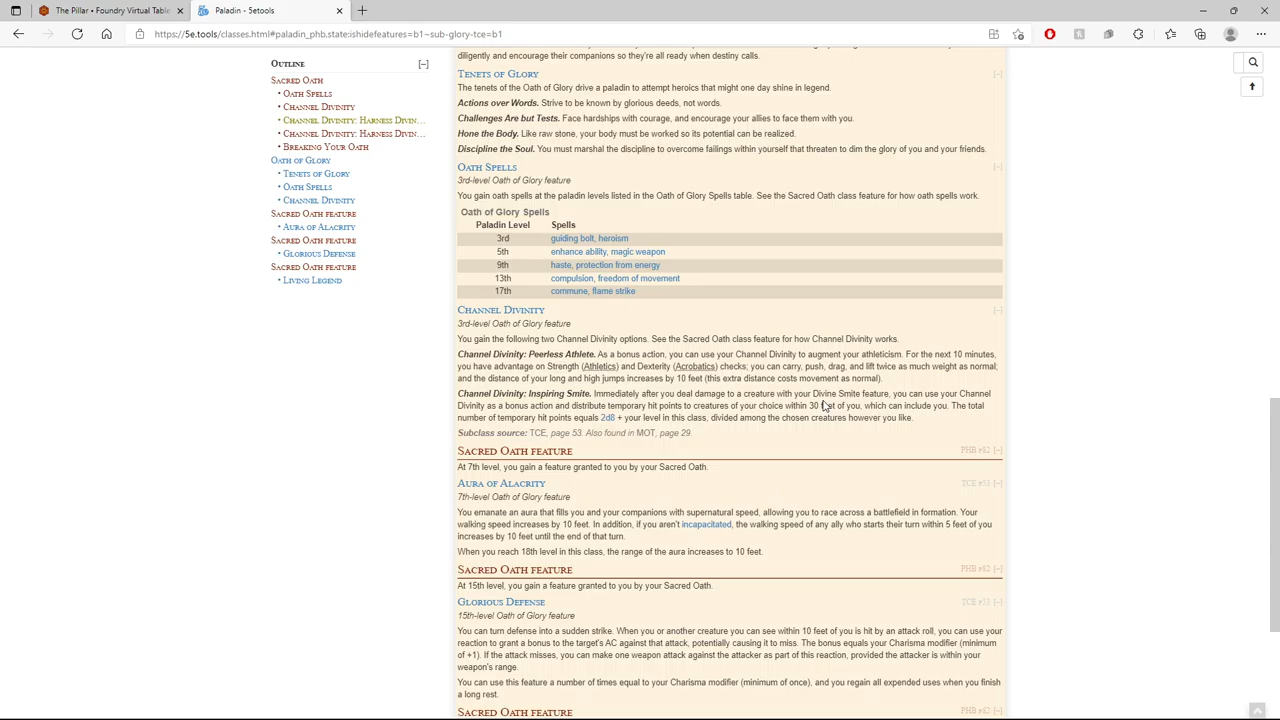 The Pillar • Foundry Virtual Tab
Paladin - 5etools
https://5e.tools/classes.html#paladin_phb.state:ishidefeatures=b1~sub-glory-tce=b1
Outline [–]
Sacred Oath
• Oath Spells
• Channel Divinity
• Channel Divinity: Harness Divin…
• Channel Divinity: Harness Divin…
• Breaking Your Oath
Oath of Glory
• Tenets of Glory
• Oath Spells
• Channel Divinity
Sacred Oath feature
• Aura of Alacrity
Sacred Oath feature
• Glorious Defense
Sacred Oath feature
• Living Legend
diligently and encourage their companions so they're all ready when destiny calls.
Tenets of Glory [–]
The tenets of the Oath of Glory drive a paladin to attempt heroics that might one day shine in legend.
Actions over Words. Strive to be known by glorious deeds, not words.
Challenges Are but Tests. Face hardships with courage, and encourage your allies to face them with you.
Hone the Body. Like raw stone, your body must be worked so its potential can be realized.
Discipline the Soul. You must marshal the discipline to overcome failings within yourself that threaten to dim the glory of you and your friends.
Oath Spells [–]
3rd-level Oath of Glory feature
You gain oath spells at the paladin levels listed in the Oath of Glory Spells table. See the Sacred Oath class feature for how oath spells work.
Oath of Glory Spells
Paladin Level Spells
3rd guiding bolt, heroism
5th enhance ability, magic weapon
9th haste, protection from energy
13th compulsion, freedom of movement
17th commune, flame strike
Channel Divinity [–]
3rd-level Oath of Glory feature
You gain the following two Channel Divinity options. See the Sacred Oath class feature for how Channel Divinity works.
Channel Divinity: Peerless Athlete. As a bonus action, you can use your Channel Divinity to augment your athleticism. For the next 10 minutes,
you have advantage on Strength (Athletics) and Dexterity (Acrobatics) checks; you can carry, push, drag, and lift twice as much weight as normal;
and the distance of your long and high jumps increases by 10 feet (this extra distance costs movement as normal).
Channel Divinity: Inspiring Smite. Immediately after you deal damage to a creature with your Divine Smite feature, you can use your Channel
Divinity as a bonus action and distribute temporary hit points to creatures of your choice within 30 feet of you, which can include you. The total
number of temporary hit points equals 2d8 + your level in this class, divided among the chosen creatures however you like.
Subclass source: TCE, page 53. Also found in MOT, page 29.
Sacred Oath feature PHB p82 [–]
At 7th level, you gain a feature granted to you by your Sacred Oath.
Aura of Alacrity TCE p53 [–]
7th-level Oath of Glory feature
You emanate an aura that fills you and your companions with supernatural speed, allowing you to race across a battlefield in formation. Your
walking speed increases by 10 feet. In addition, if you aren't incapacitated, the walking speed of any ally who starts their turn within 5 feet of you
increases by 10 feet until the end of that turn.
When you reach 18th level in this class, the range of the aura increases to 10 feet.
Sacred Oath feature PHB p82 [–]
At 15th level, you gain a feature granted to you by your Sacred Oath.
Glorious Defense TCE p53 [–]
15th-level Oath of Glory feature
You can turn defense into a sudden strike. When you or another creature you can see within 10 feet of you is hit by an attack roll, you can use your
reaction to grant a bonus to the target's AC against that attack, potentially causing it to miss. The bonus equals your Charisma modifier (minimum
of +1). If the attack misses, you can make one weapon attack against the attacker as part of this reaction, provided the attacker is within your
weapon's range.
You can use this feature a number of times equal to your Charisma modifier (minimum of once), and you regain all expended uses when you finish
a long rest.
Sacred Oath feature PHB p82 [–]